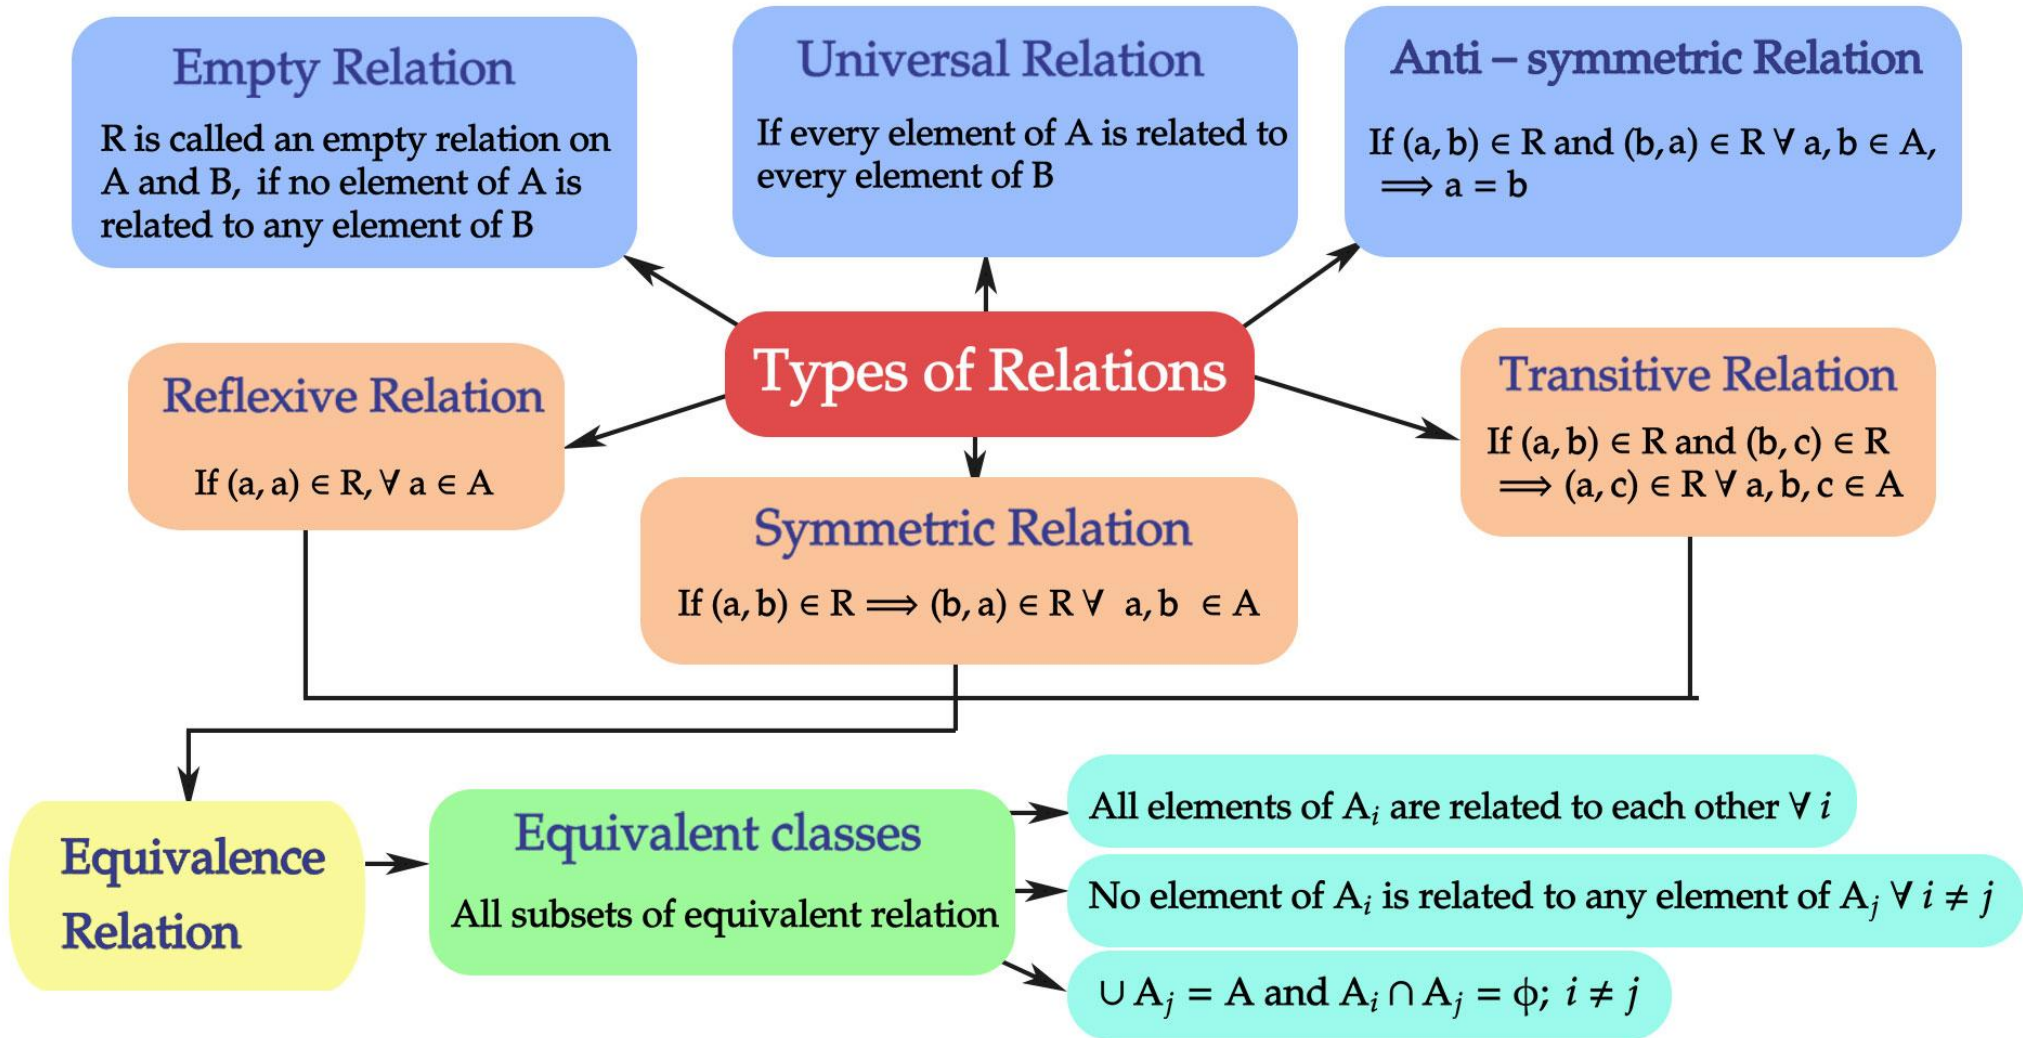 Empty Relation
R is called an empty relation on
A and B, if no element of A is
related to any element of B
Universal Relation
If every element of A is related to
every element of B
Anti – symmetric Relation
If (a, b) ∈ R and (b, a) ∈ R ∀ a, b ∈ A,
⟹ a = b
Types of Relations
Reflexive Relation
If (a, a) ∈ R, ∀ a ∈ A
Symmetric Relation
If (a, b) ∈ R ⟹ (b, a) ∈ R ∀ a, b ∈ A
Transitive Relation
If (a, b) ∈ R and (b, c) ∈ R
⟹ (a, c) ∈ R ∀ a, b, c ∈ A
Equivalence
Relation
Equivalent classes
All subsets of equivalent relation
All elements of Aᵢ are related to each other ∀ i
No element of Aᵢ is related to any element of Aⱼ ∀ i ≠ j
∪ Aⱼ = A and Aᵢ ∩ Aⱼ = ϕ; i ≠ j